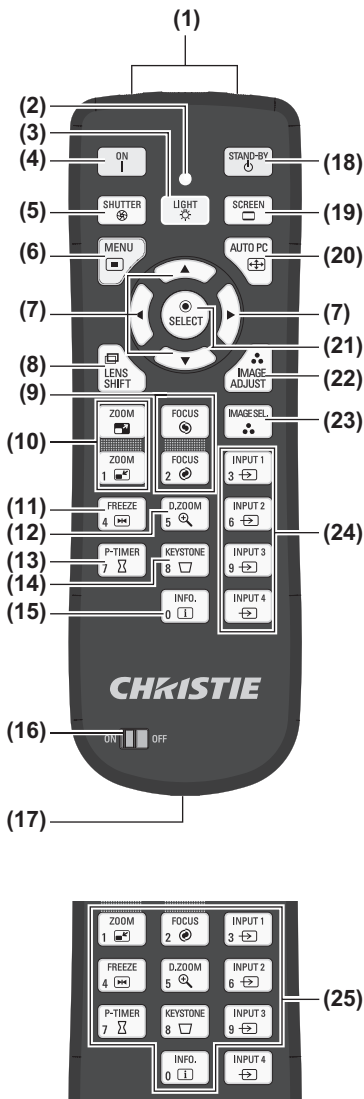 (1)
(2)
(3)
(4) ON STAND-BY (18)
(5) SHUTTER LIGHT SCREEN (19)
(6) MENU AUTO PC (20)
(7) SELECT (7)
(21)
(8) LENS SHIFT IMAGE ADJUST (22)
(9)
(10) ZOOM FOCUS IMAGE SEL. (23)
ZOOM FOCUS INPUT 1
1 2 3
(11) FREEZE D.ZOOM INPUT 2 (24)
(12) 4 5 6
(13) P-TIMER KEYSTONE INPUT 3
(14) 7 8 9
(15) INFO. INPUT 4
0 i
CHRISTIE
(16) ON OFF
(17)
ZOOM FOCUS INPUT 1
1 2 3
FREEZE D.ZOOM INPUT 2 (25)
4 5 6
P-TIMER KEYSTONE INPUT 3
7 8 9
INFO. INPUT 4
0 i